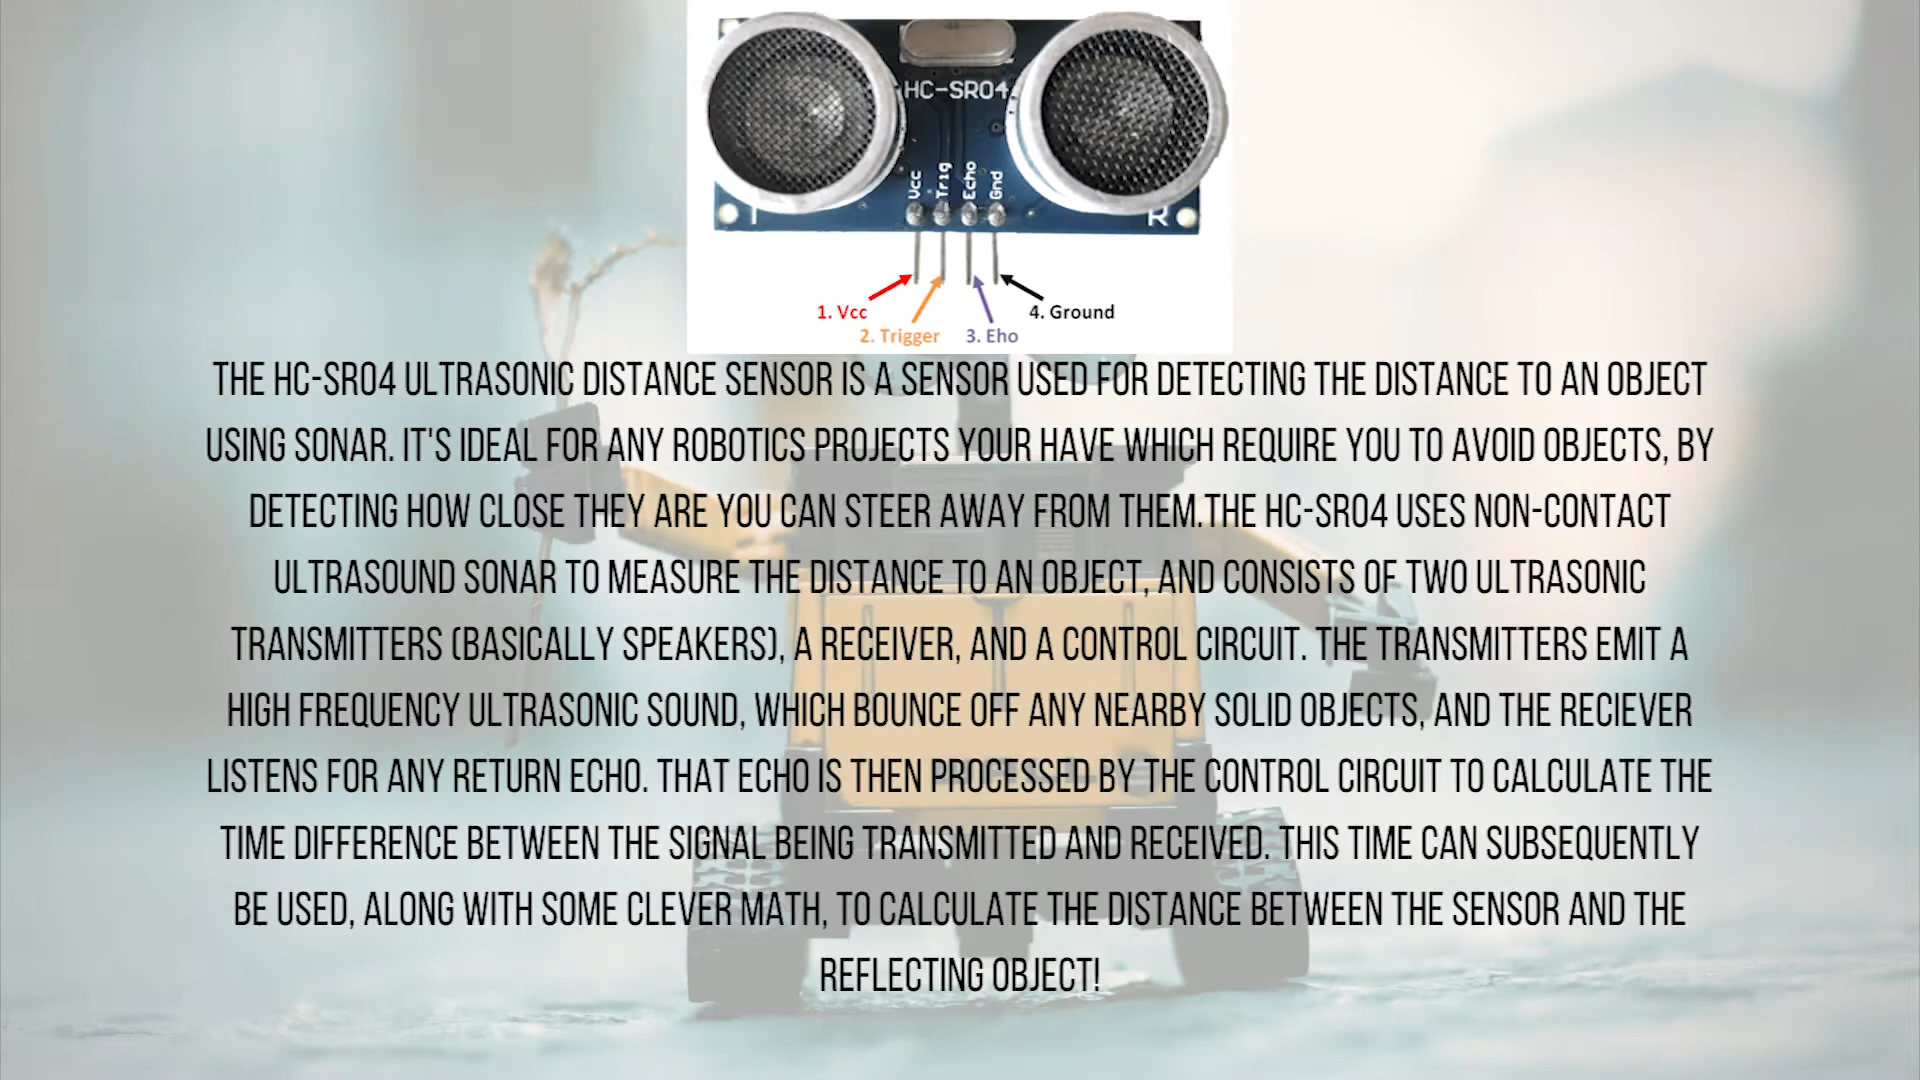 HC-SR04
Vcc
Trig
Echo
Gnd
T
R
1. Vcc
4. Ground
2. Trigger
3. Eho
THE HC-SR04 ULTRASONIC DISTANCE SENSOR IS A SENSOR USED FOR DETECTING THE DISTANCE TO AN OBJECT
USING SONAR. IT'S IDEAL FOR ANY ROBOTICS PROJECTS YOUR HAVE WHICH REQUIRE YOU TO AVOID OBJECTS, BY
DETECTING HOW CLOSE THEY ARE YOU CAN STEER AWAY FROM THEM.THE HC-SR04 USES NON-CONTACT
ULTRASOUND SONAR TO MEASURE THE DISTANCE TO AN OBJECT, AND CONSISTS OF TWO ULTRASONIC
TRANSMITTERS (BASICALLY SPEAKERS), A RECEIVER, AND A CONTROL CIRCUIT. THE TRANSMITTERS EMIT A
HIGH FREQUENCY ULTRASONIC SOUND, WHICH BOUNCE OFF ANY NEARBY SOLID OBJECTS, AND THE RECIEVER
LISTENS FOR ANY RETURN ECHO. THAT ECHO IS THEN PROCESSED BY THE CONTROL CIRCUIT TO CALCULATE THE
TIME DIFFERENCE BETWEEN THE SIGNAL BEING TRANSMITTED AND RECEIVED. THIS TIME CAN SUBSEQUENTLY
BE USED, ALONG WITH SOME CLEVER MATH, TO CALCULATE THE DISTANCE BETWEEN THE SENSOR AND THE
REFLECTING OBJECT!